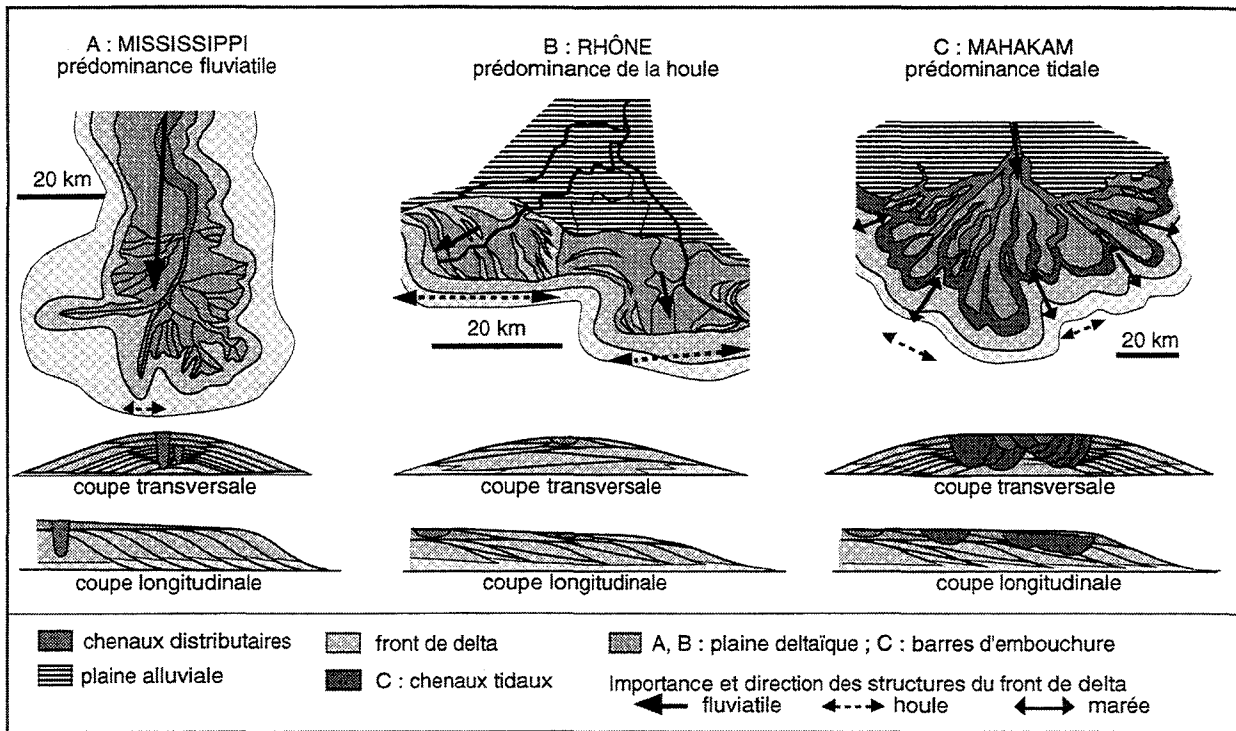 A : MISSISSIPPI
prédominance fluviatile
B : RHÔNE
prédominance de la houle
C : MAHAKAM
prédominance tidale
20 km
20 km
20 km
coupe transversale
coupe transversale
coupe transversale
coupe longitudinale
coupe longitudinale
coupe longitudinale
chenaux distributaires
front de delta
A, B : plaine deltaïque ; C : barres d'embouchure
plaine alluviale
C : chenaux tidaux
Importance et direction des structures du front de delta
fluviatile
houle
marée